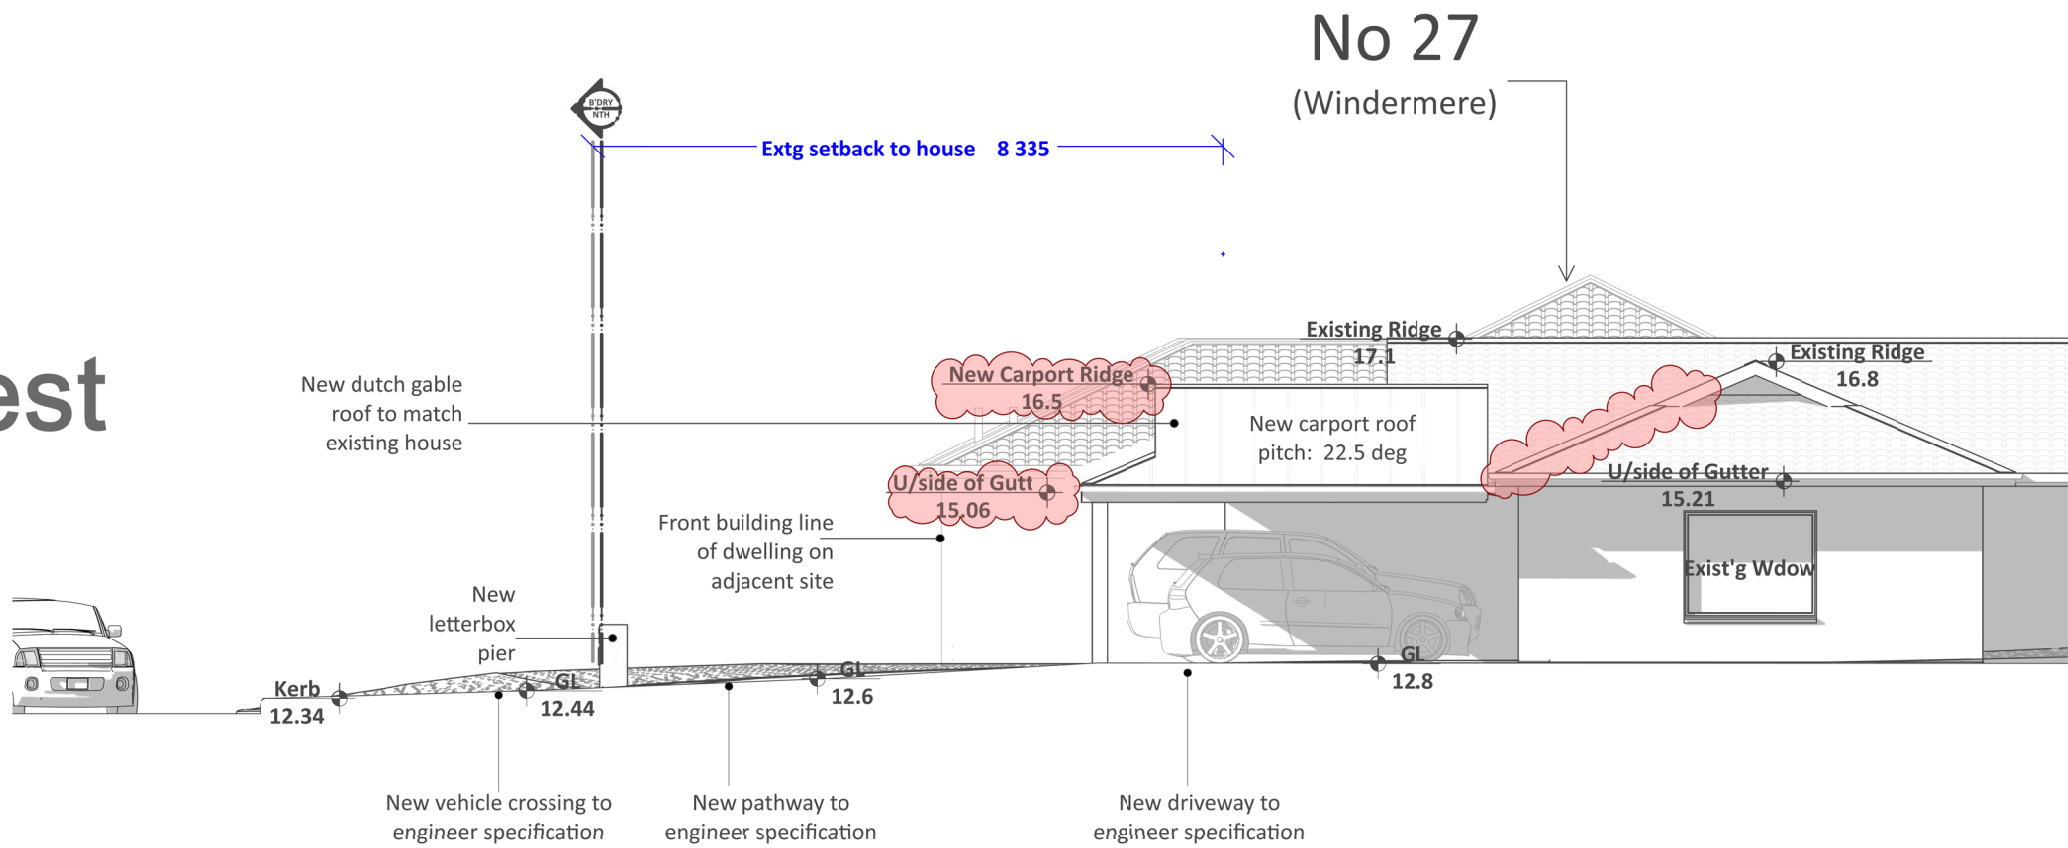 No 27
(Windermere)
B'DRY
NTH
Extg setback to house 8 335
est
Existing Ridge
17.1
Existing Ridge
16.8
New Carport Ridge
16.5
New dutch gable
roof to match
existing house
New carport roof
pitch: 22.5 deg
U/side of Gutt
15.06
U/side of Gutter
15.21
Front building line
of dwelling on
adjacent site
Exist'g Wdow
New
letterbox
pier
Kerb
12.34
GL
12.44
GL
12.6
GL
12.8
New vehicle crossing to
engineer specification
New pathway to
engineer specification
New driveway to
engineer specification